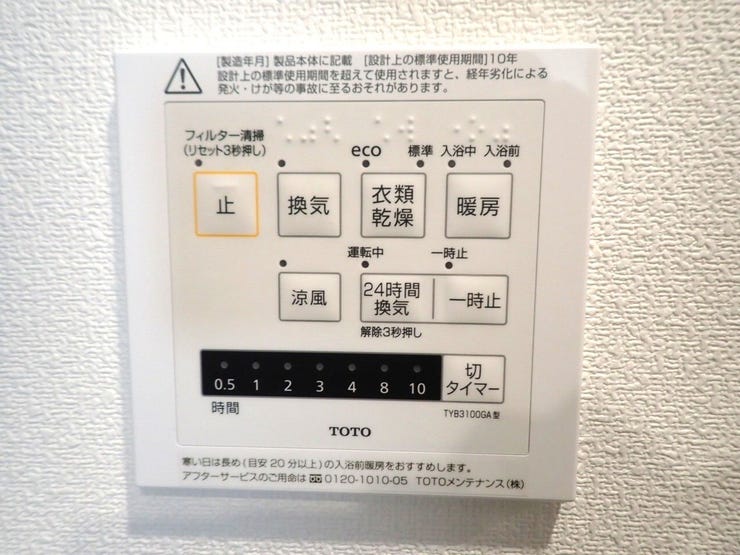 [製造年月] 製品本体に記載 [設計上の標準使用期間]10年
設計上の標準使用期間を超えて使用されますと、経年劣化による
発火・けが等の事故に至るおそれがあります。
フィルター清掃
(リセット3秒押し)
eco 標準 入浴中 入浴前
止 換気 衣類乾燥 暖房
運転中 一時止
涼風 24時間換気 一時止
解除3秒押し
0.5 1 2 3 4 8 10 切タイマー
時間
TYB3100GA型
TOTO
寒い日は長め(目安20分以上)の入浴前暖房をおすすめします。
アフターサービスのご用命は 0120-1010-05 TOTOメンテナンス(株)